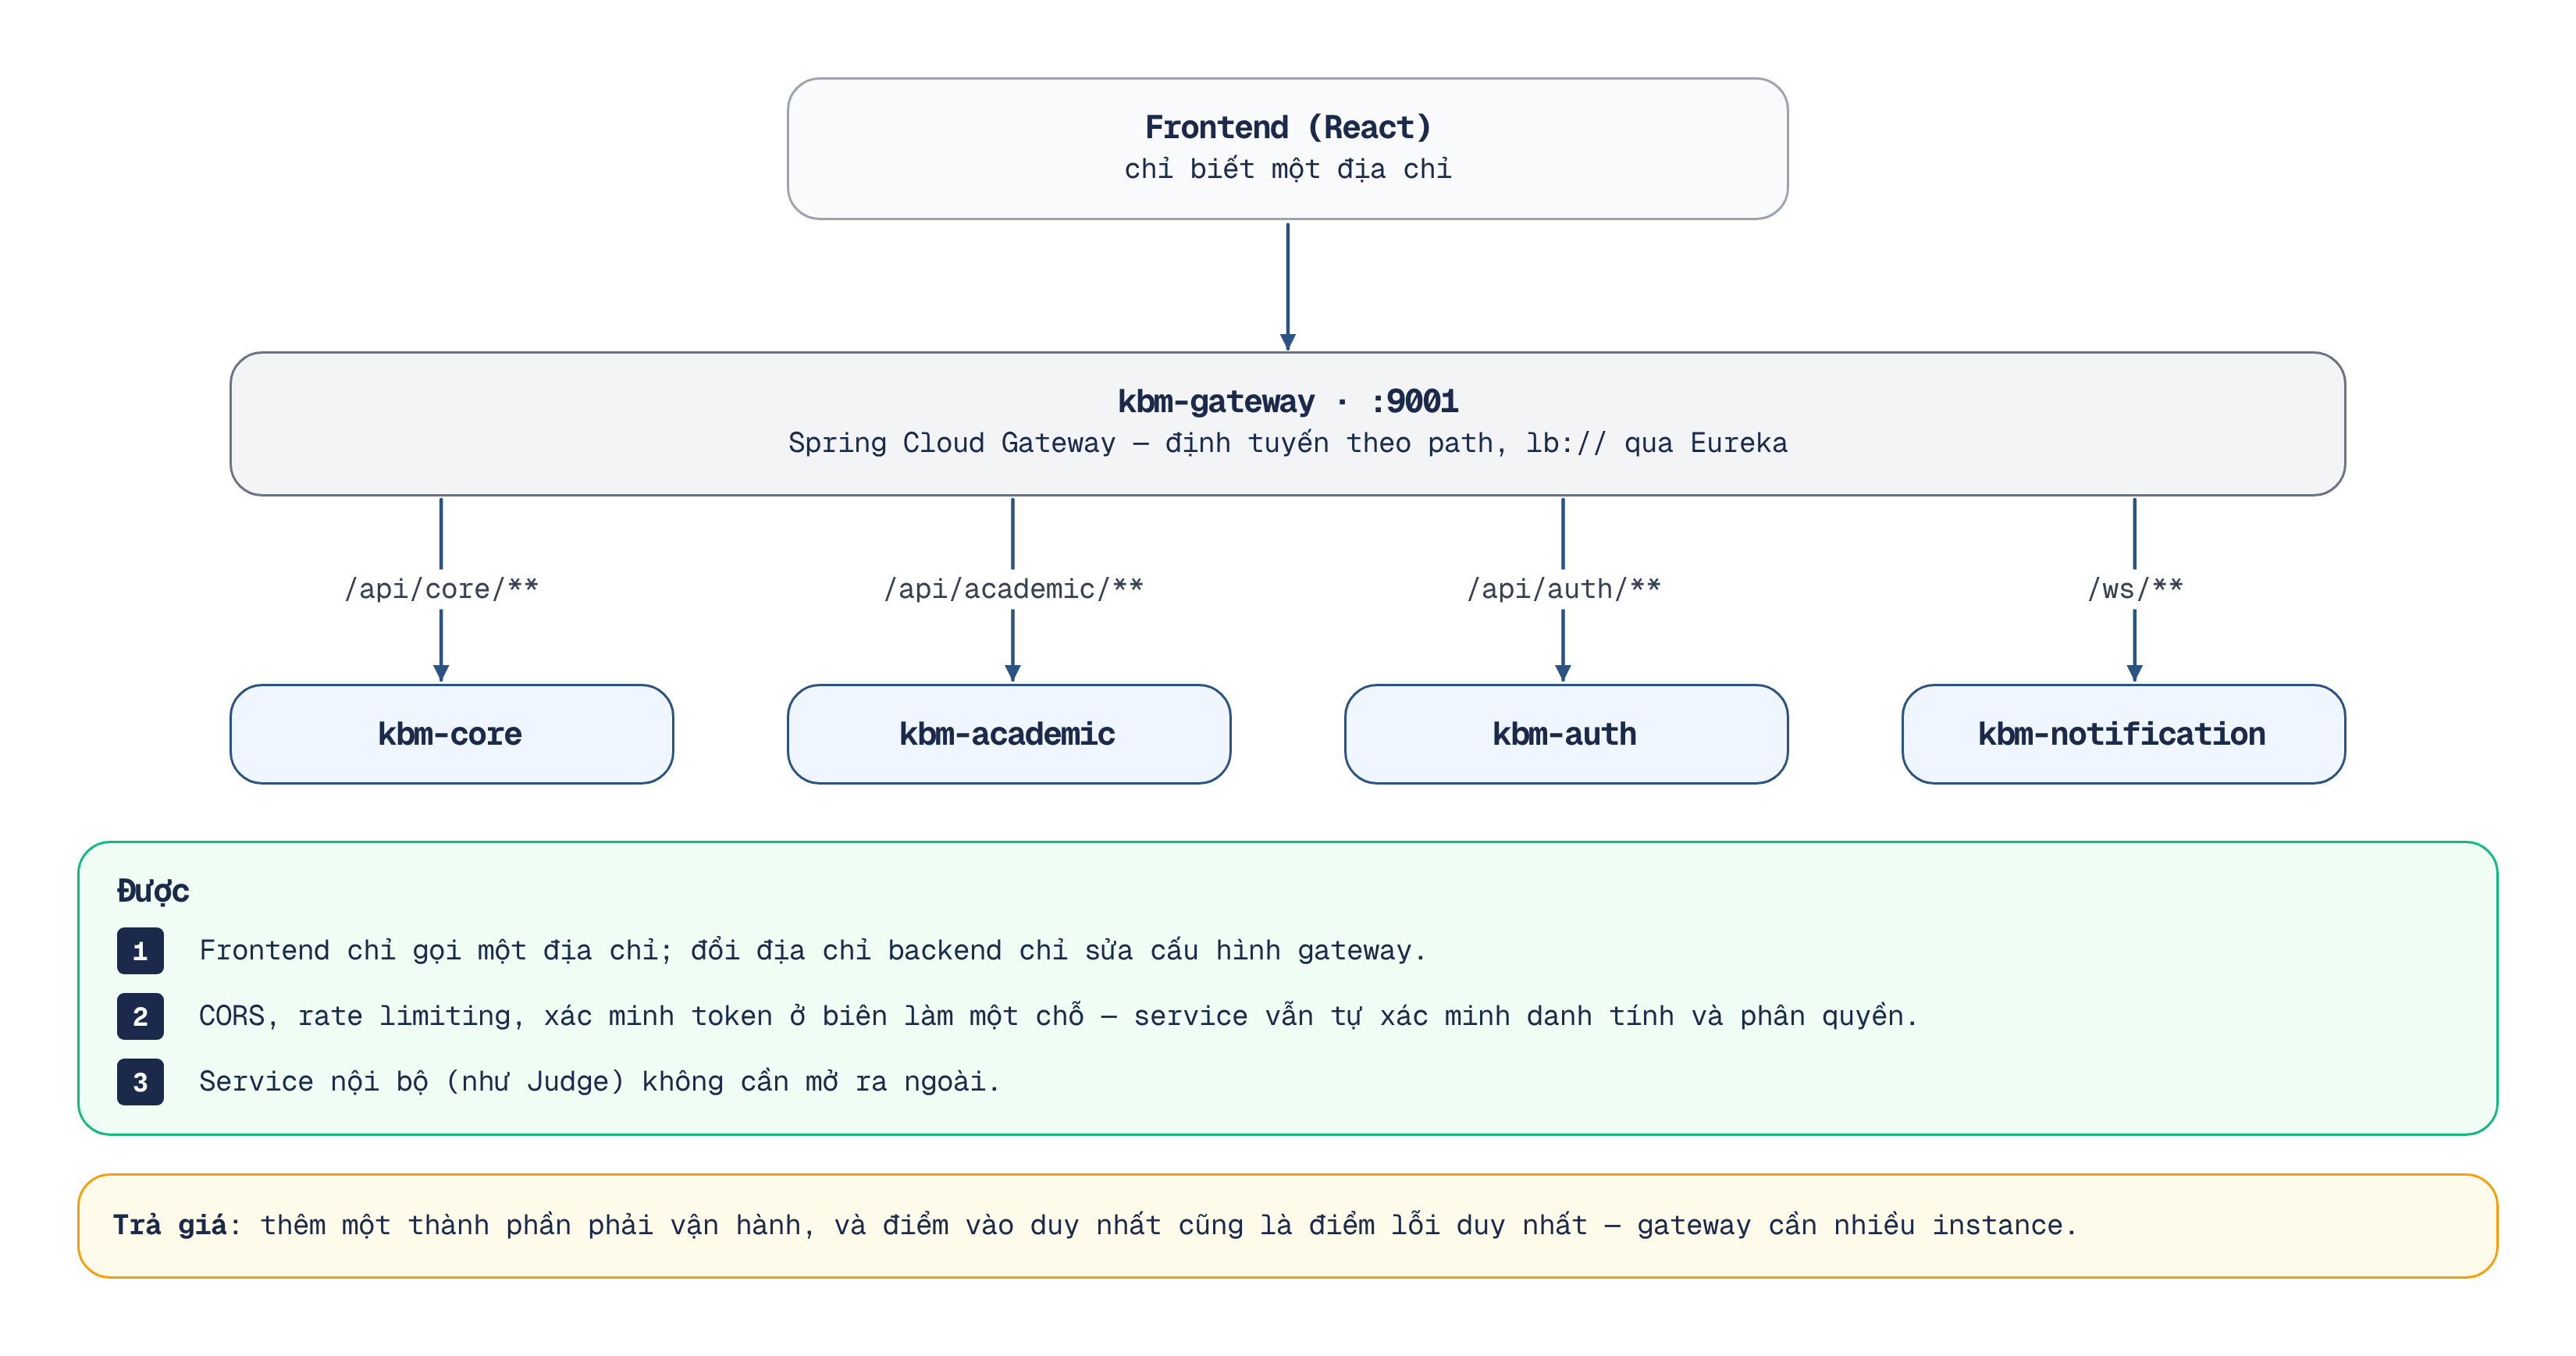 Frontend (React)
chỉ biết một địa chỉ
kbm-gateway · :9001
Spring Cloud Gateway — định tuyến theo path, lb:// qua Eureka
/api/core/**
/api/academic/**
/api/auth/**
/ws/**
kbm-core
kbm-academic
kbm-auth
kbm-notification
Được
1 Frontend chỉ gọi một địa chỉ; đổi địa chỉ backend chỉ sửa cấu hình gateway.
2 CORS, rate limiting, xác minh token ở biên làm một chỗ — service vẫn tự xác minh danh tính và phân quyền.
3 Service nội bộ (như Judge) không cần mở ra ngoài.
Trả giá: thêm một thành phần phải vận hành, và điểm vào duy nhất cũng là điểm lỗi duy nhất — gateway cần nhiều instance.